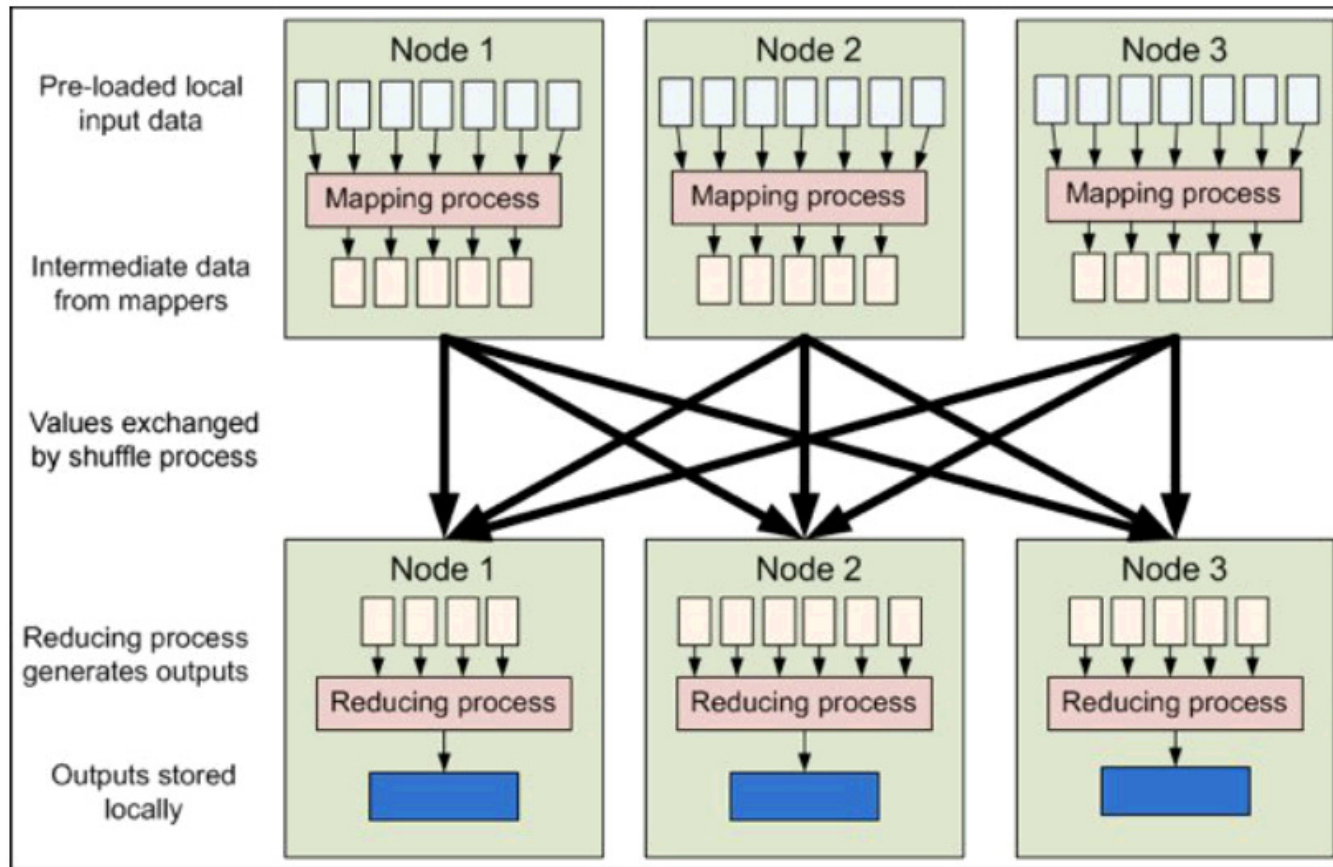 Node 1
Node 2
Node 3
Pre-loaded local
input data
Mapping process
Mapping process
Mapping process
Intermediate data
from mappers
Values exchanged
by shuffle process
Node 1
Node 2
Node 3
Reducing process
generates outputs
Reducing process
Reducing process
Reducing process
Outputs stored
locally